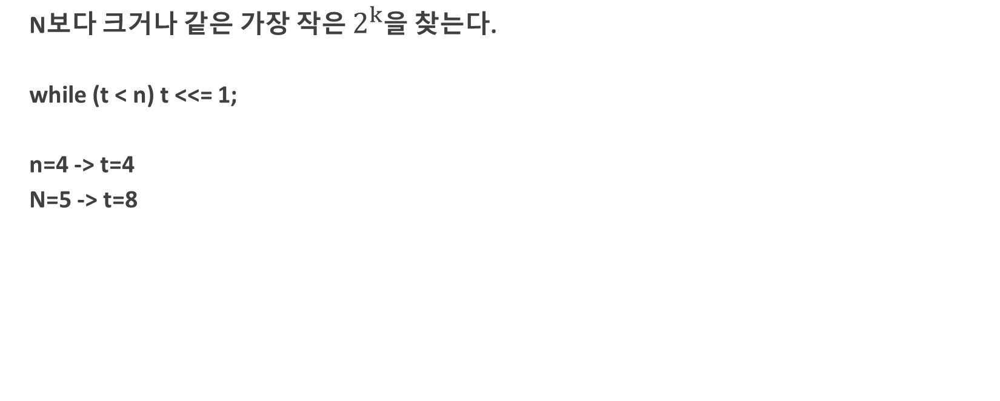 N보다 크거나 같은 가장 작은 2^k을 찾는다.
while (t < n) t <<= 1;
n=4 -> t=4
N=5 -> t=8